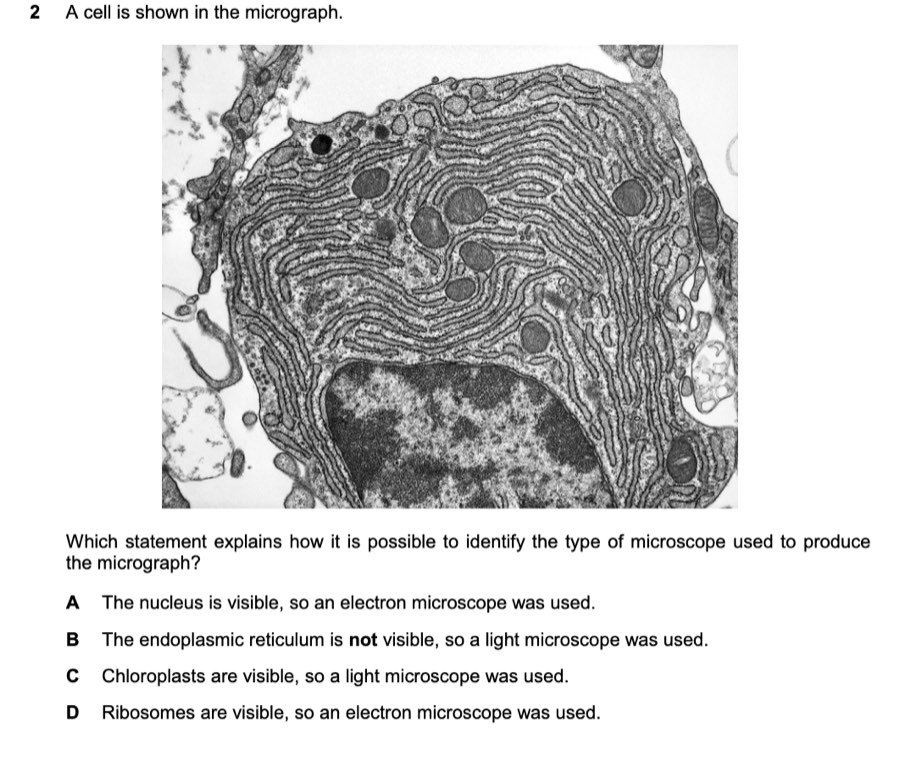 2 A cell is shown in the micrograph.
Which statement explains how it is possible to identify the type of microscope used to produce
the micrograph?
A The nucleus is visible, so an electron microscope was used.
B The endoplasmic reticulum is not visible, so a light microscope was used.
C Chloroplasts are visible, so a light microscope was used.
D Ribosomes are visible, so an electron microscope was used.